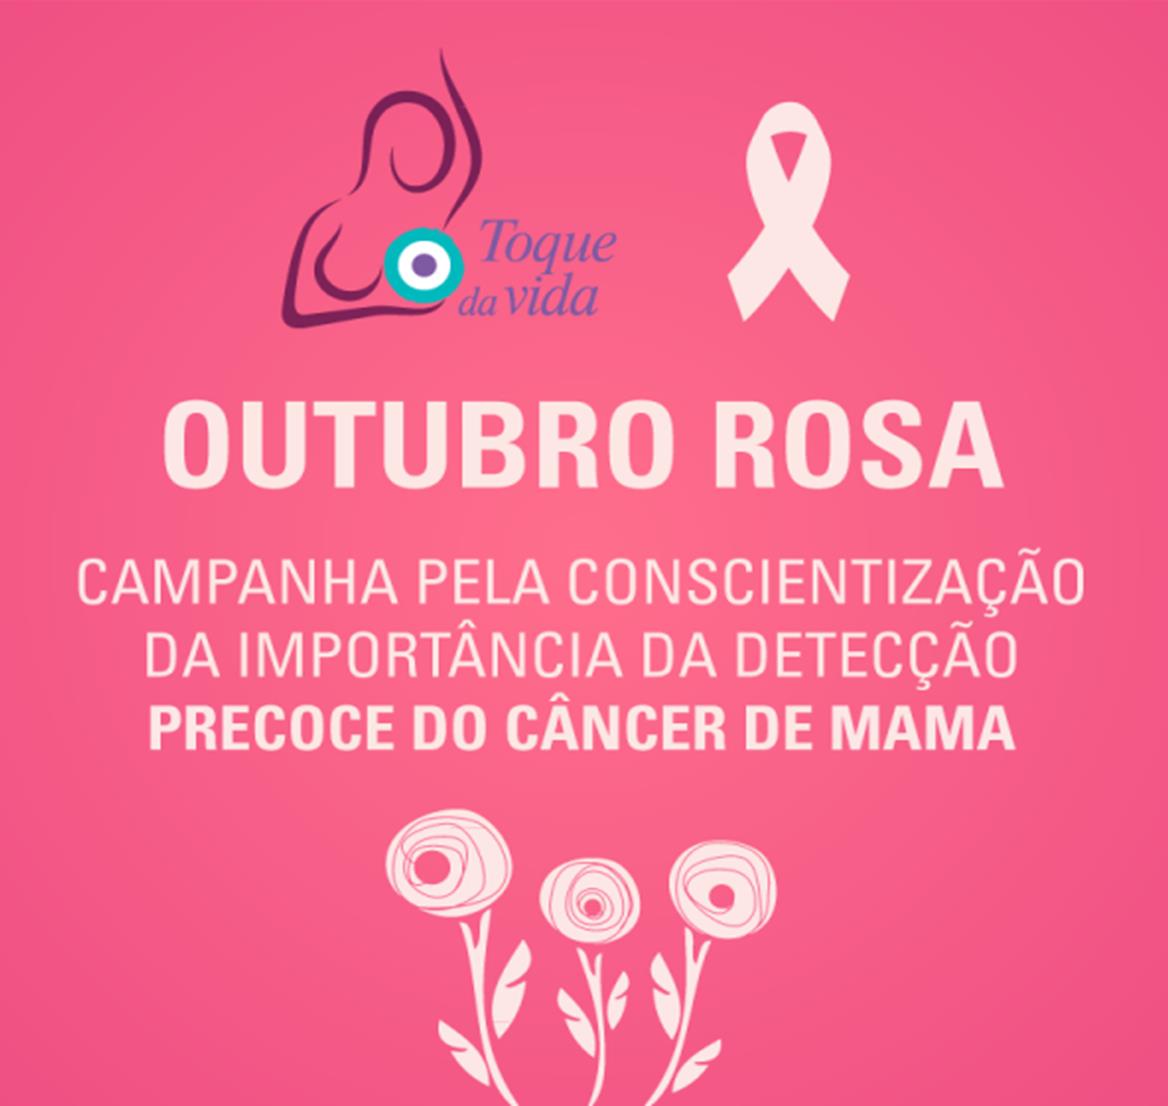 Toque
da vida
OUTUBRO ROSA
CAMPANHA PELA CONSCIENTIZAÇÃO
DA IMPORTÂNCIA DA DETECÇÃO
PRECOCE DO CÂNCER DE MAMA